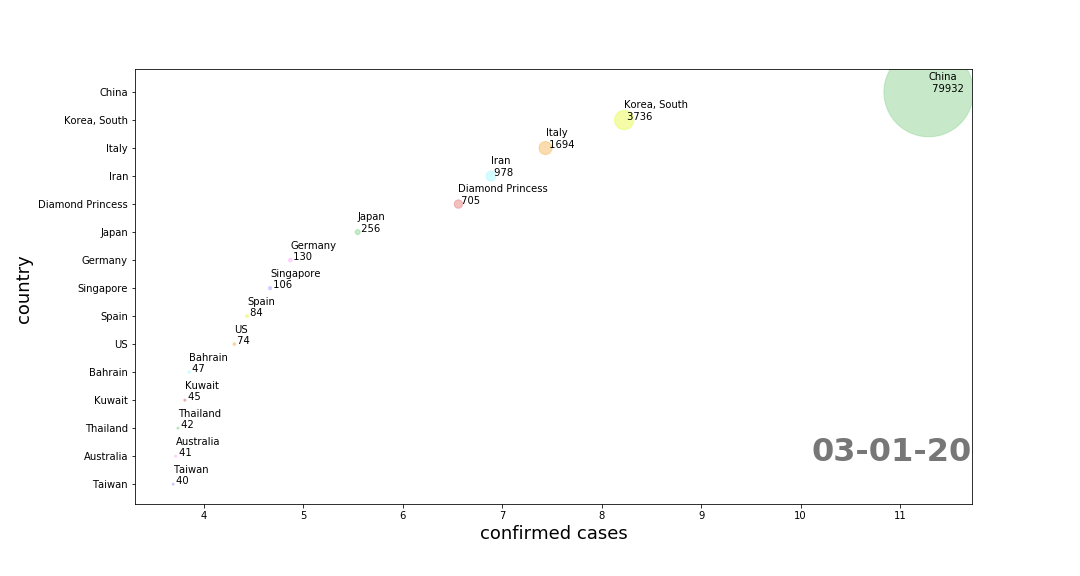 China
79932
China
Korea, South
3736
Korea, South
Italy
1694
Italy
Iran
978
Iran
Diamond Princess
705
Diamond Princess
Japan
256
Japan
Germany
130
Germany
Singapore
106
Singapore
Spain
84
Spain
US
74
US
Bahrain
47
Bahrain
Kuwait
45
Kuwait
Thailand
42
Thailand
Australia
41
Australia
Taiwan
40
Taiwan
country
03-01-20
4 5 6 7 8 9 10 11
confirmed cases